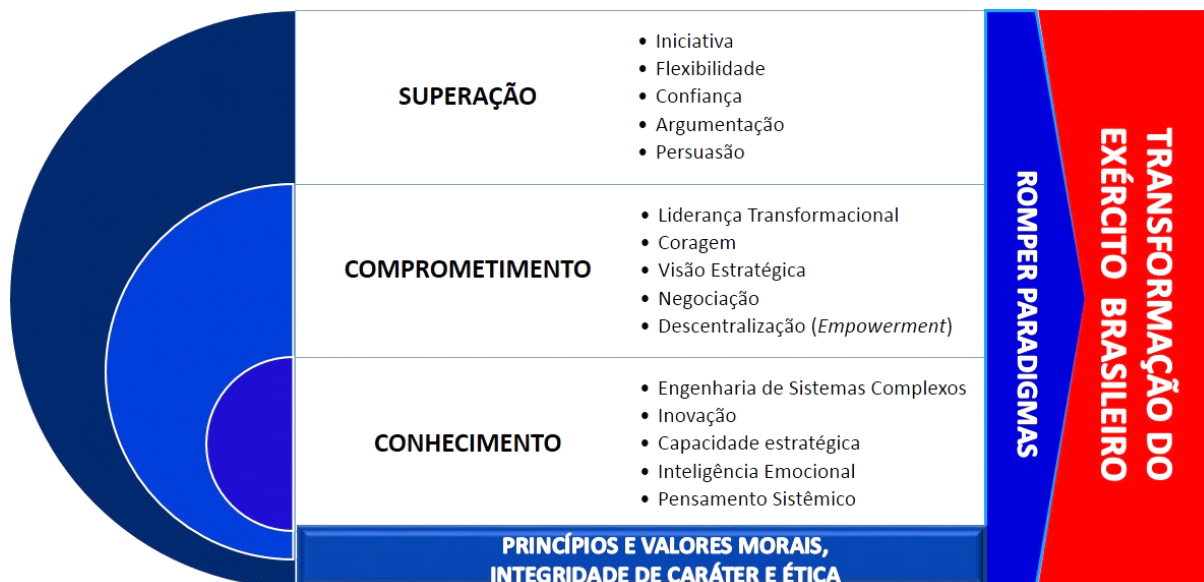 SUPERAÇÃO
• Iniciativa
• Flexibilidade
• Confiança
• Argumentação
• Persuasão
COMPROMETIMENTO
• Liderança Transformacional
• Coragem
• Visão Estratégica
• Negociação
• Descentralização (Empowerment)
CONHECIMENTO
• Engenharia de Sistemas Complexos
• Inovação
• Capacidade estratégica
• Inteligência Emocional
• Pensamento Sistêmico
PRINCÍPIOS E VALORES MORAIS,
INTEGRIDADE DE CARÁTER E ÉTICA
ROMPER PARADIGMAS
TRANSFORMAÇÃO DO
EXÉRCITO BRASILEIRO